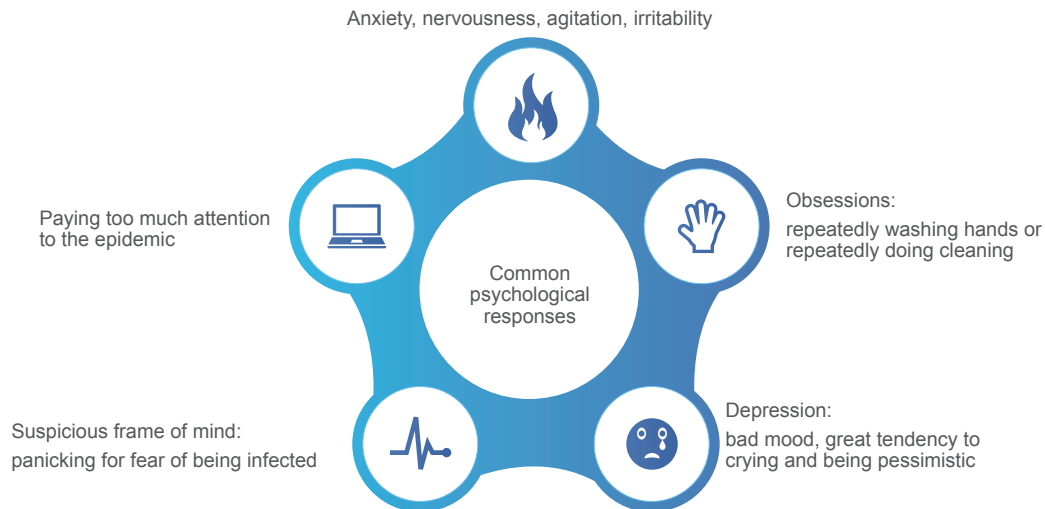 Anxiety, nervousness, agitation, irritability
Paying too much attention
to the epidemic
Obsessions:
repeatedly washing hands or
repeatedly doing cleaning
Common
psychological
responses
Suspicious frame of mind:
panicking for fear of being infected
Depression:
bad mood, great tendency to
crying and being pessimistic